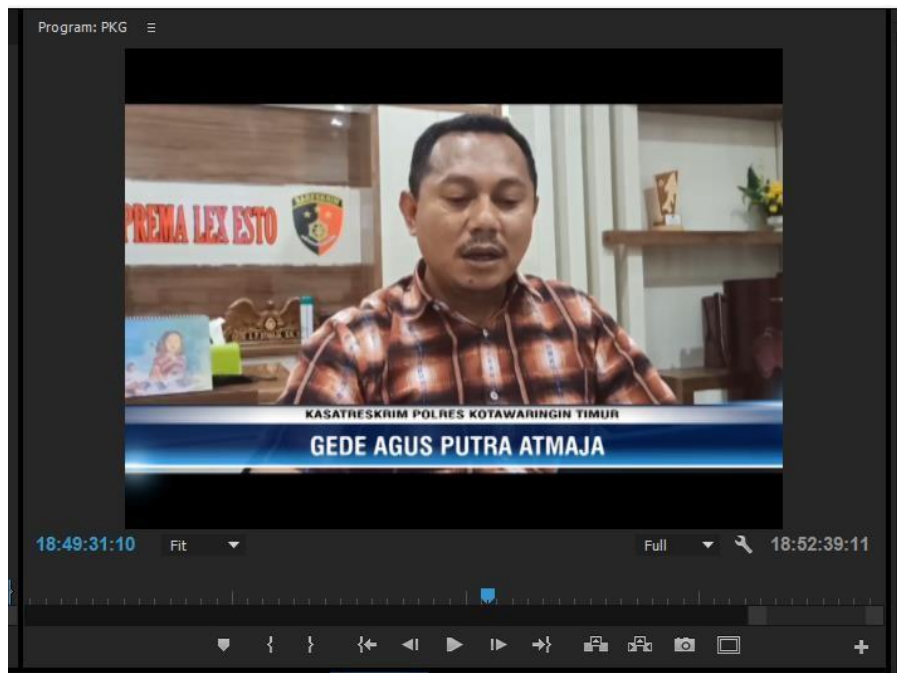 Program: PKG
PREMA LEX ESTO
KASATRESKRIM POLRES KOTAWARINGIN TIMUR
GEDE AGUS PUTRA ATMAJA
18:49:31:10
Fit
Full
18:52:39:11